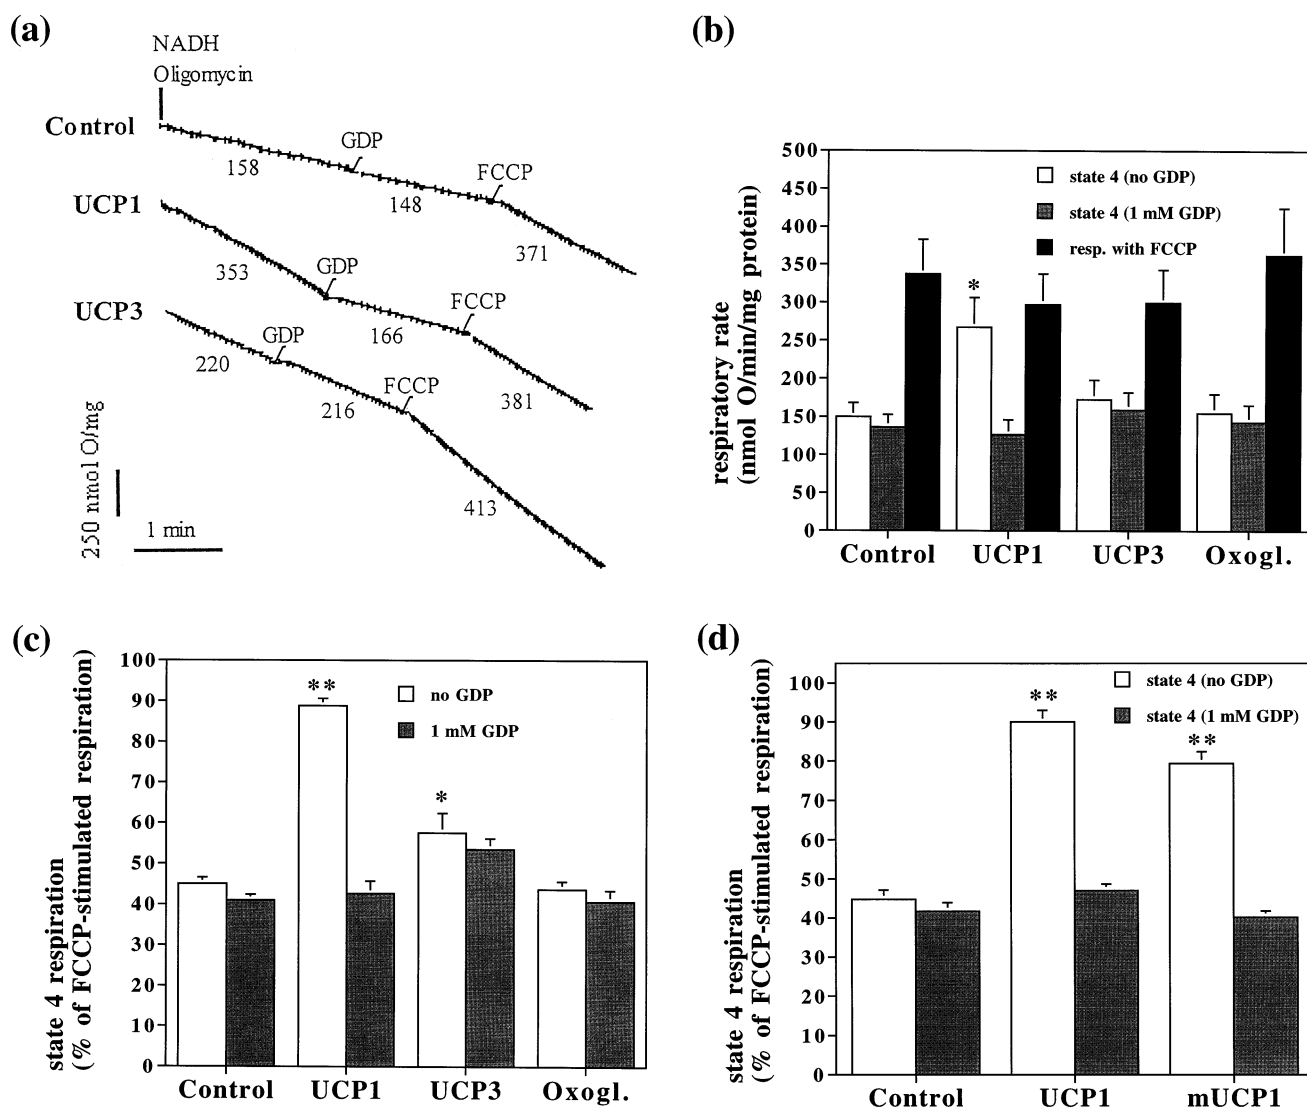 (a)
NADH
Oligomycin
Control
GDP
158
FCCP
148
371
UCP1
353
GDP
FCCP
166
381
UCP3
220
GDP
FCCP
216
413
250 nmol O/mg
1 min
(b)
respiratory rate
(nmol O/min/mg protein)
500
450
400
350
300
250
200
150
100
50
0
state 4 (no GDP)
state 4 (1 mM GDP)
resp. with FCCP
*
Control UCP1 UCP3 Oxogl.
(c)
state 4 respiration
(% of FCCP-stimulated respiration)
100
90
80
70
60
50
40
30
20
10
0
no GDP
1 mM GDP
**
*
Control UCP1 UCP3 Oxogl.
(d)
state 4 respiration
(% of FCCP-stimulated respiration)
100
90
80
70
60
50
40
30
20
10
0
state 4 (no GDP)
state 4 (1 mM GDP)
**
**
Control UCP1 mUCP1